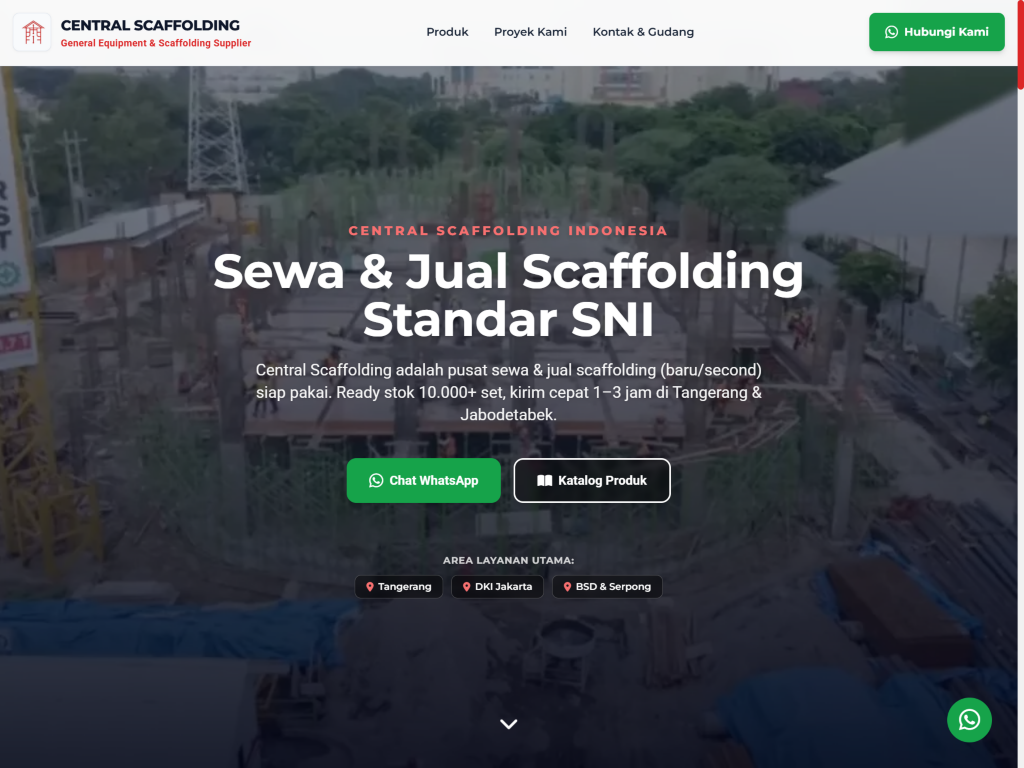 CENTRAL SCAFFOLDING
General Equipment & Scaffolding Supplier
Produk
Proyek Kami
Kontak & Gudang
Hubungi Kami
CENTRAL SCAFFOLDING INDONESIA
Sewa & Jual Scaffolding
Standar SNI
Central Scaffolding adalah pusat sewa & jual scaffolding (baru/second)
siap pakai. Ready stok 10.000+ set, kirim cepat 1–3 jam di Tangerang &
Jabodetabek.
Chat WhatsApp
Katalog Produk
AREA LAYANAN UTAMA:
Tangerang
DKI Jakarta
BSD & Serpong